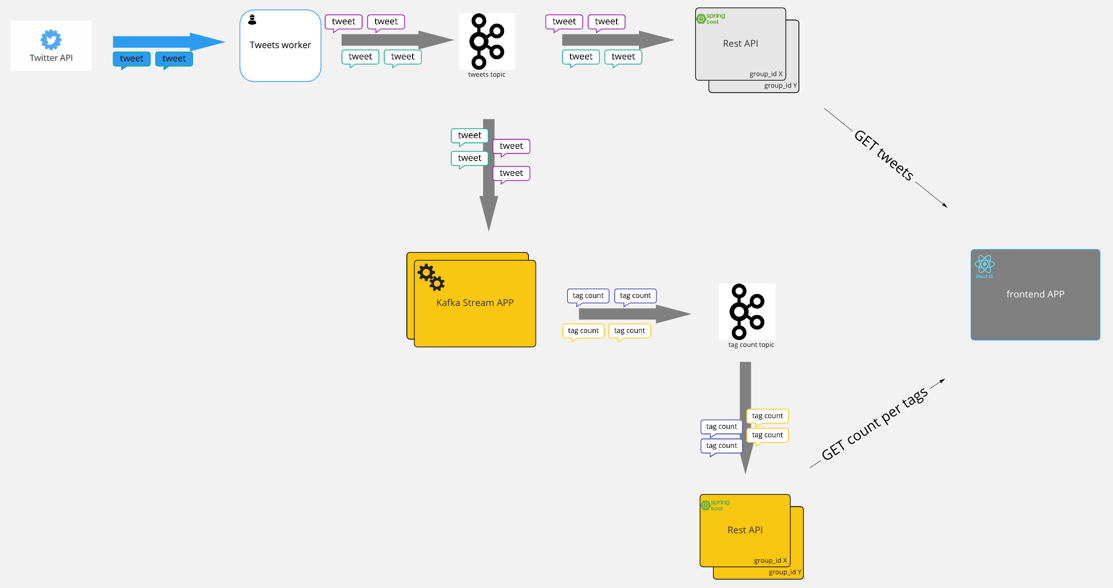 Twitter API
tweet
tweet
Tweets worker
tweet
tweet
tweet
tweet
tweets topic
tweet
tweet
tweet
tweet
spring
boot
Rest API
group_id X
group_id Y
GET tweets
tweet
tweet
tweet
tweet
Kafka Stream APP
tag count
tag count
tag count
tag count
tag count topic
React JS
frontend APP
tag count
tag count
tag count
tag count
GET count per tags
spring
boot
Rest API
group_id X
group_id Y